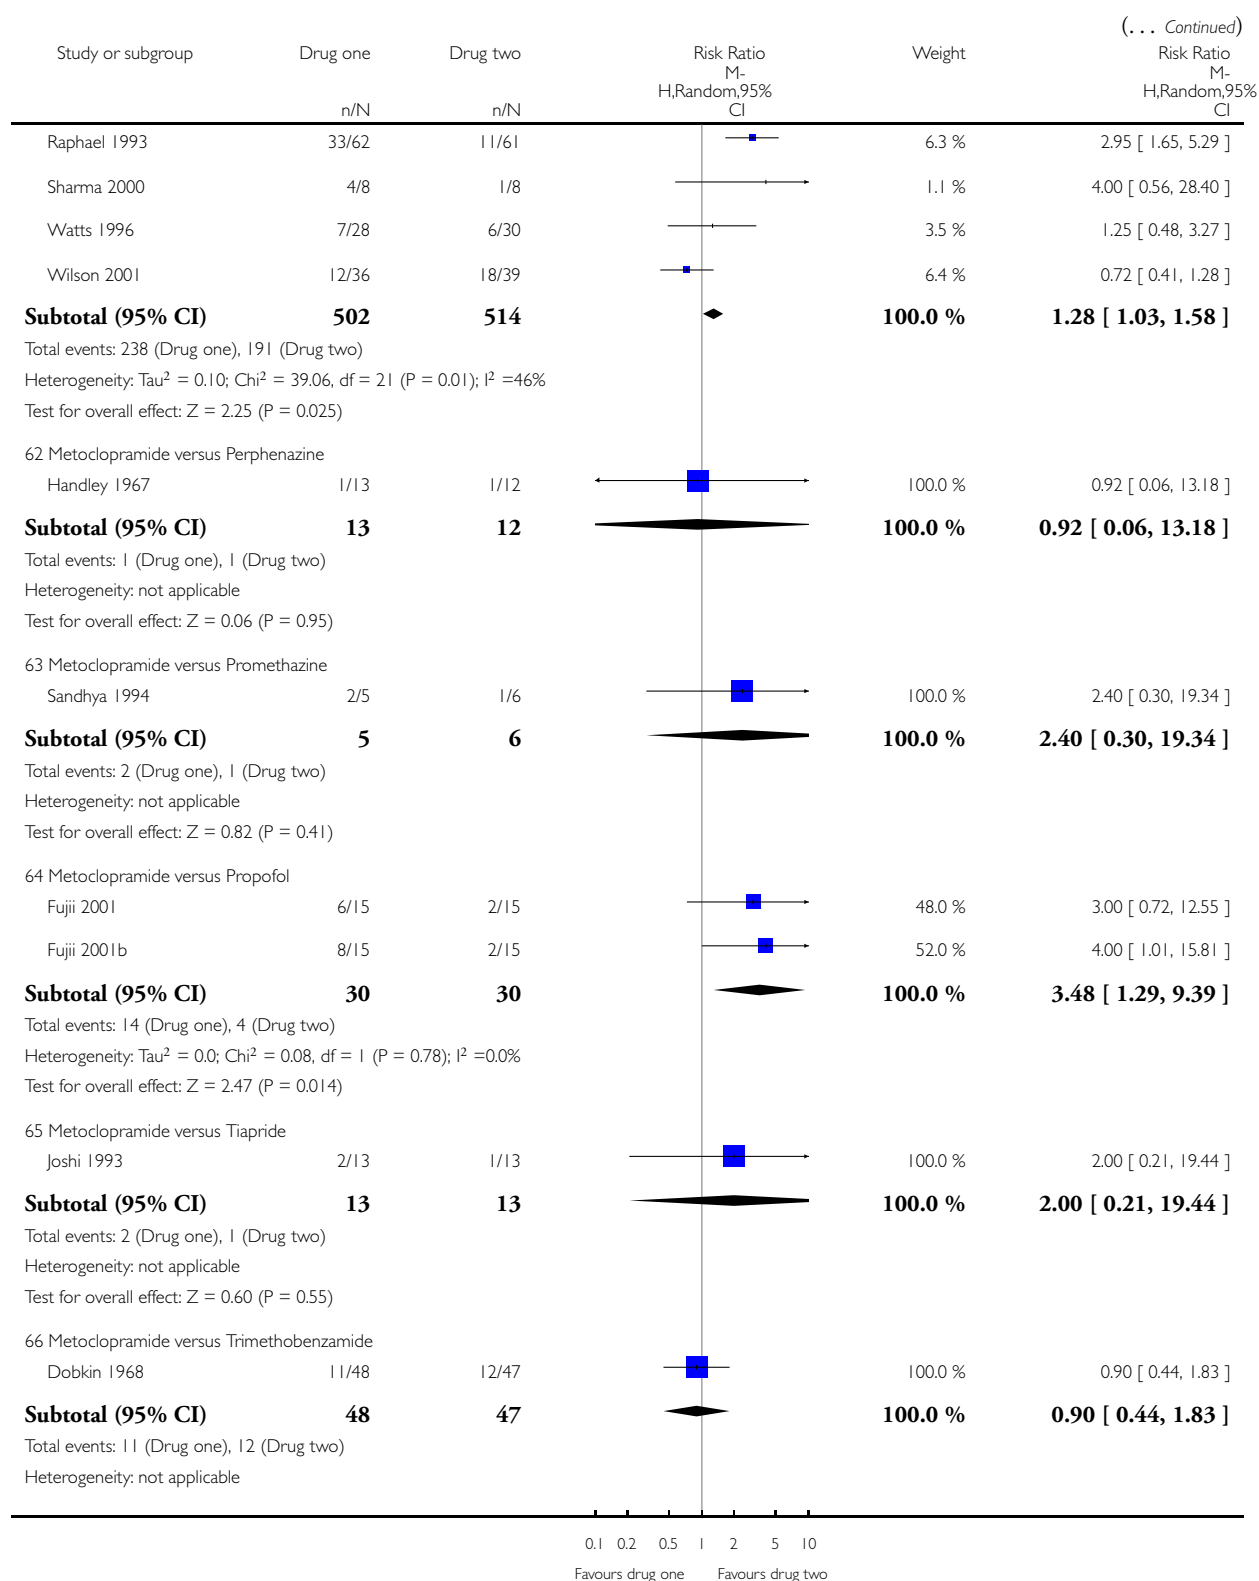 (... Continued)
Study or subgroup Drug one Drug two Risk Ratio Weight Risk Ratio
M- M-
H,Random,95% H,Random,95%
n/N n/N CI CI
Raphael 1993 33/62 11/61 6.3 % 2.95 [ 1.65, 5.29 ]
Sharma 2000 4/8 1/8 1.1 % 4.00 [ 0.56, 28.40 ]
Watts 1996 7/28 6/30 3.5 % 1.25 [ 0.48, 3.27 ]
Wilson 2001 12/36 18/39 6.4 % 0.72 [ 0.41, 1.28 ]
Subtotal (95% CI) 502 514 100.0 % 1.28 [ 1.03, 1.58 ]
Total events: 238 (Drug one), 191 (Drug two)
Heterogeneity: Tau² = 0.10; Chi² = 39.06, df = 21 (P = 0.01); I² =46%
Test for overall effect: Z = 2.25 (P = 0.025)
62 Metoclopramide versus Perphenazine
Handley 1967 1/13 1/12 100.0 % 0.92 [ 0.06, 13.18 ]
Subtotal (95% CI) 13 12 100.0 % 0.92 [ 0.06, 13.18 ]
Total events: 1 (Drug one), 1 (Drug two)
Heterogeneity: not applicable
Test for overall effect: Z = 0.06 (P = 0.95)
63 Metoclopramide versus Promethazine
Sandhya 1994 2/5 1/6 100.0 % 2.40 [ 0.30, 19.34 ]
Subtotal (95% CI) 5 6 100.0 % 2.40 [ 0.30, 19.34 ]
Total events: 2 (Drug one), 1 (Drug two)
Heterogeneity: not applicable
Test for overall effect: Z = 0.82 (P = 0.41)
64 Metoclopramide versus Propofol
Fujii 2001 6/15 2/15 48.0 % 3.00 [ 0.72, 12.55 ]
Fujii 2001b 8/15 2/15 52.0 % 4.00 [ 1.01, 15.81 ]
Subtotal (95% CI) 30 30 100.0 % 3.48 [ 1.29, 9.39 ]
Total events: 14 (Drug one), 4 (Drug two)
Heterogeneity: Tau² = 0.0; Chi² = 0.08, df = 1 (P = 0.78); I² =0.0%
Test for overall effect: Z = 2.47 (P = 0.014)
65 Metoclopramide versus Tiapride
Joshi 1993 2/13 1/13 100.0 % 2.00 [ 0.21, 19.44 ]
Subtotal (95% CI) 13 13 100.0 % 2.00 [ 0.21, 19.44 ]
Total events: 2 (Drug one), 1 (Drug two)
Heterogeneity: not applicable
Test for overall effect: Z = 0.60 (P = 0.55)
66 Metoclopramide versus Trimethobenzamide
Dobkin 1968 11/48 12/47 100.0 % 0.90 [ 0.44, 1.83 ]
Subtotal (95% CI) 48 47 100.0 % 0.90 [ 0.44, 1.83 ]
Total events: 11 (Drug one), 12 (Drug two)
Heterogeneity: not applicable
0.1 0.2 0.5 1 2 5 10
Favours drug one Favours drug two